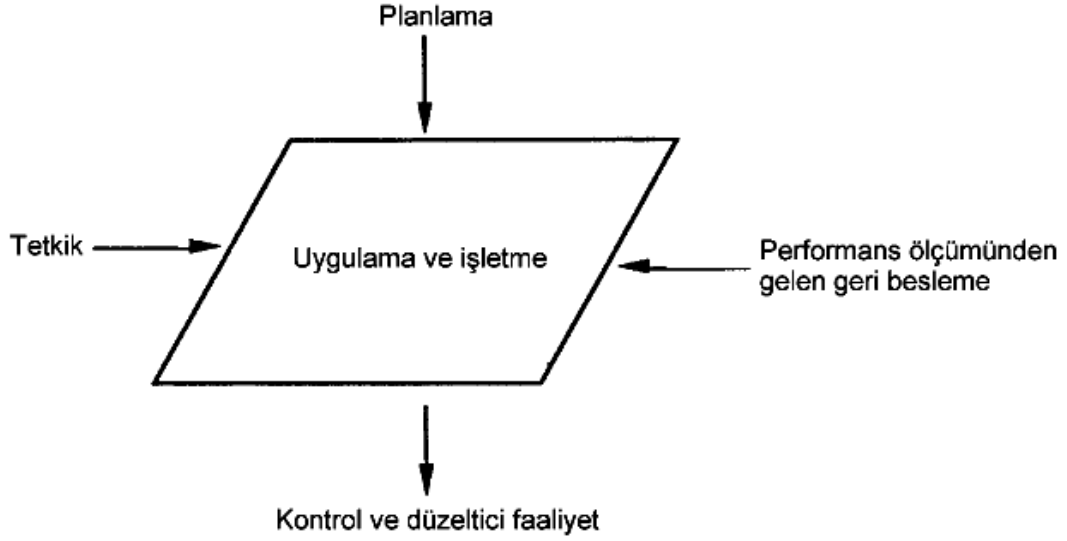 Planlama
Tetkik
Uygulama ve işletme
Performans ölçümünden
gelen geri besleme
Kontrol ve düzeltici faaliyet